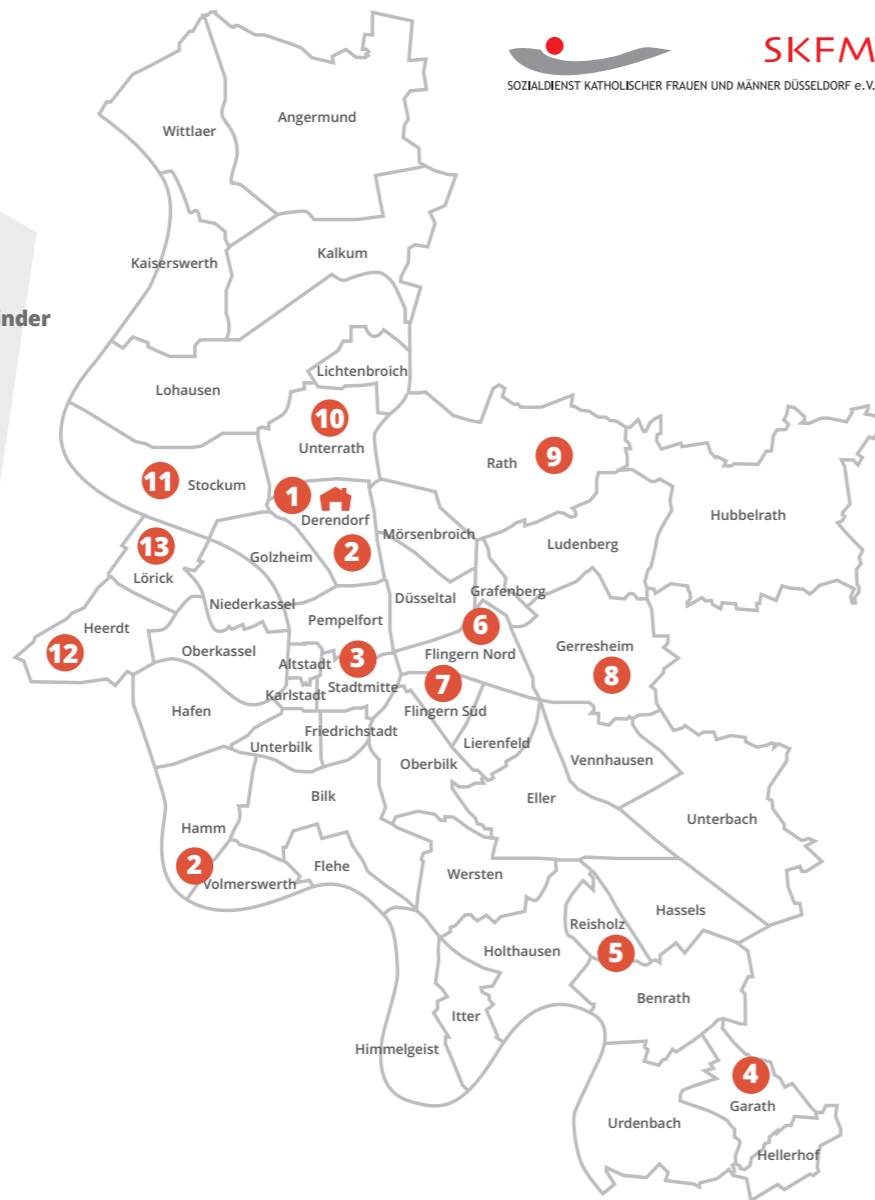 SKFM
SOZIALDIENST KATHOLISCHER FRAUEN UND MÄNNER DÜSSELDORF e.V.
Angermund
Wittlaer
Kalkum
Kaiserswerth
inder
Lichtenbroich
Lohausen
10
Unterrath
9
Rath
11
Stockum
1
Derendorf
Hubbelrath
Mörsenbroich
Ludenberg
13
Golzheim
2
Lörick
Grafenberg
Düsseltal
Niederkassel
Pempelfort
6
Heerdt
12
Oberkassel
Gerresheim
Flingern Nord
3
Altstadt
8
7
Stadtmitte
Karlstadt
Hafen
Flingern Süd
Friedrichstadt
Unterbilk
Lierenfeld
Vennhausen
Oberbilk
Bilk
Eller
Unterbach
Hamm
2
Flehe
Wersten
Volmerswerth
Hassels
Reisholz
5
Holthausen
Benrath
Itter
Himmelgeist
4
Garath
Urdenbach
Hellerhof